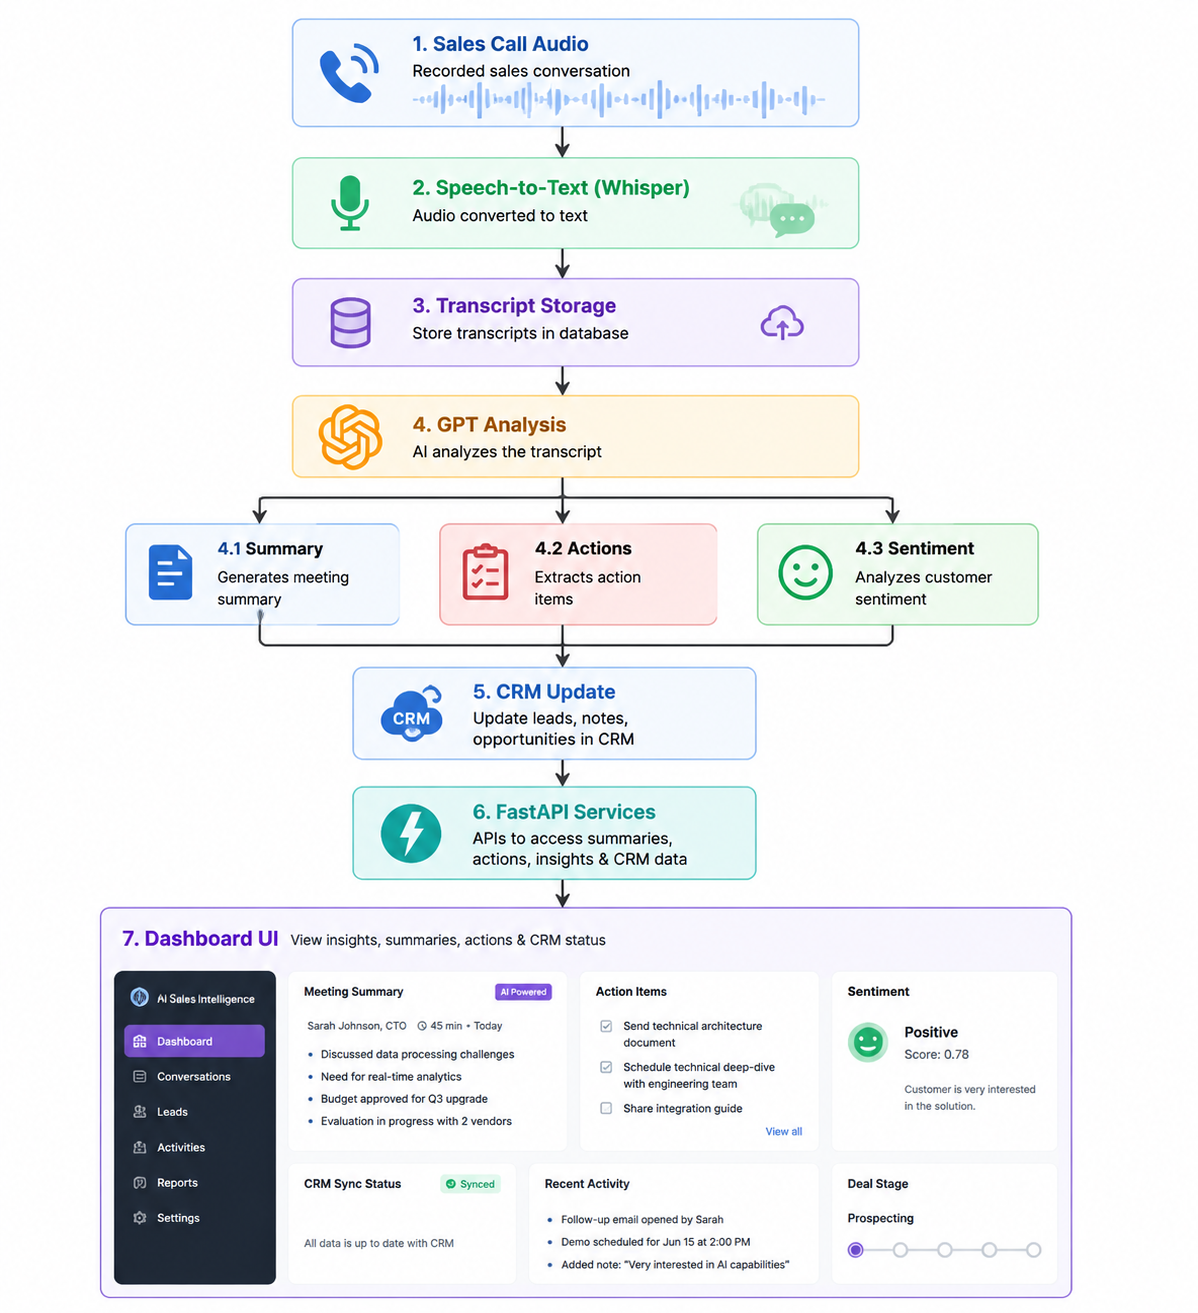 1. Sales Call Audio
Recorded sales conversation
2. Speech-to-Text (Whisper)
Audio converted to text
3. Transcript Storage
Store transcripts in database
4. GPT Analysis
AI analyzes the transcript
4.1 Summary
Generates meeting
summary
4.2 Actions
Extracts action
items
4.3 Sentiment
Analyzes customer
sentiment
CRM
5. CRM Update
Update leads, notes,
opportunities in CRM
6. FastAPI Services
APIs to access summaries,
actions, insights & CRM data
7. Dashboard UI
View insights, summaries, actions & CRM status
AI Sales Intelligence
Dashboard
Conversations
Leads
Activities
Reports
Settings
Meeting Summary
AI Powered
Sarah Johnson, CTO
45 min • Today
• Discussed data processing challenges
• Need for real-time analytics
• Budget approved for Q3 upgrade
• Evaluation in progress with 2 vendors
Action Items
Send technical architecture
document
Schedule technical deep-dive
with engineering team
Share integration guide
View all
Sentiment
Positive
Score: 0.78
Customer is very interested
in the solution.
CRM Sync Status
Synced
All data is up to date with CRM
Recent Activity
• Follow-up email opened by Sarah
• Demo scheduled for Jun 15 at 2:00 PM
• Added note: "Very interested in AI capabilities"
Deal Stage
Prospecting